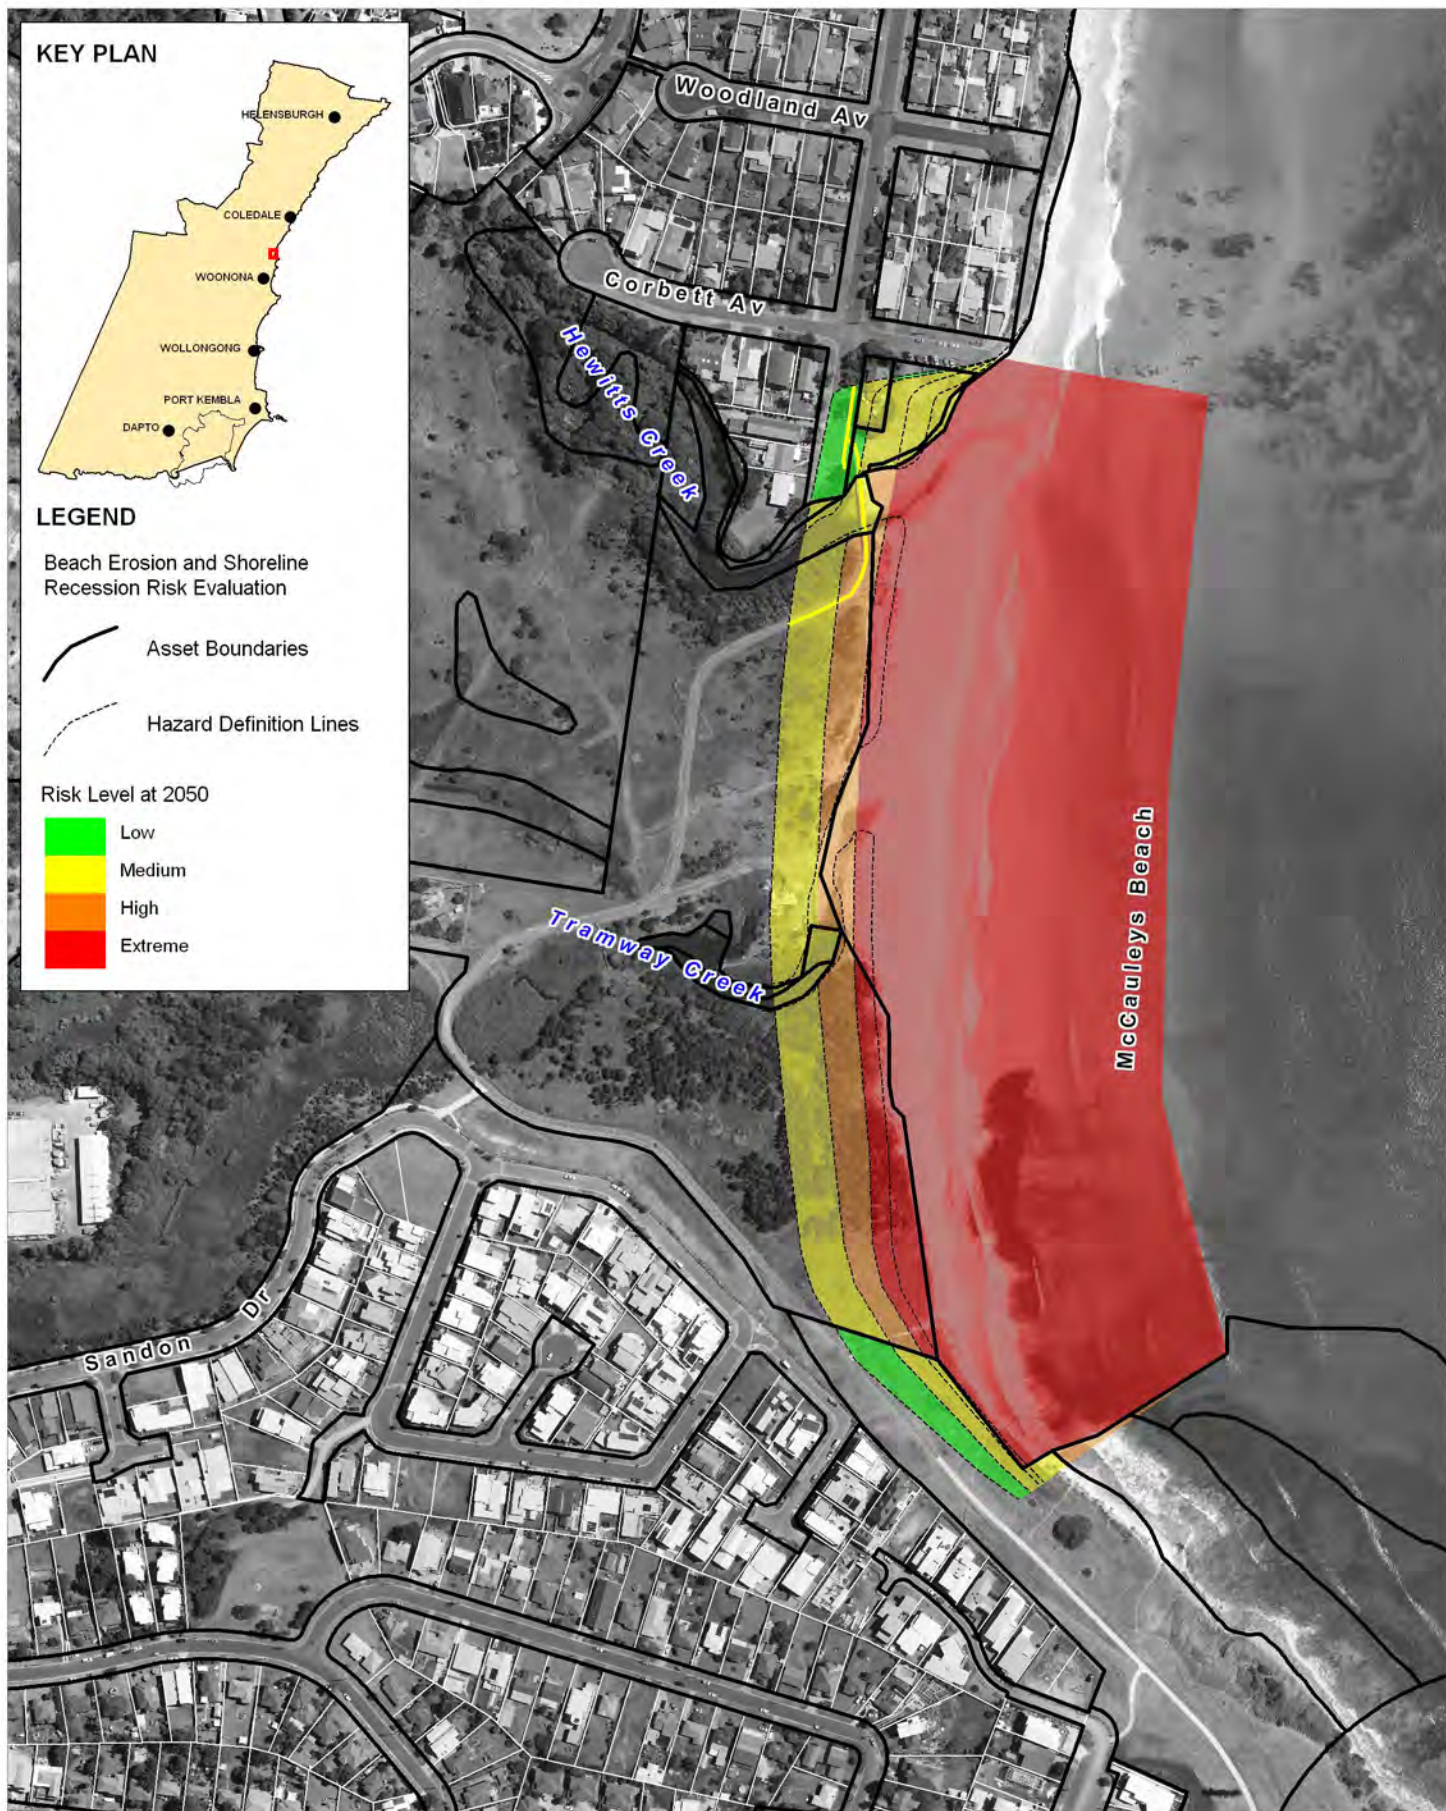 KEY PLAN
HELENSBURGH
COLEDALE
WOONONA
WOLLONGONG
PORT KEMBLA
DAPTO
LEGEND
Beach Erosion and Shoreline
Recession Risk Evaluation
Asset Boundaries
Hazard Definition Lines
Risk Level at 2050
Low
Medium
High
Extreme
Woodland Av
Corbett Av
Hewitts Creek
Tramway Creek
McCauleys Beach
Sandon Dr